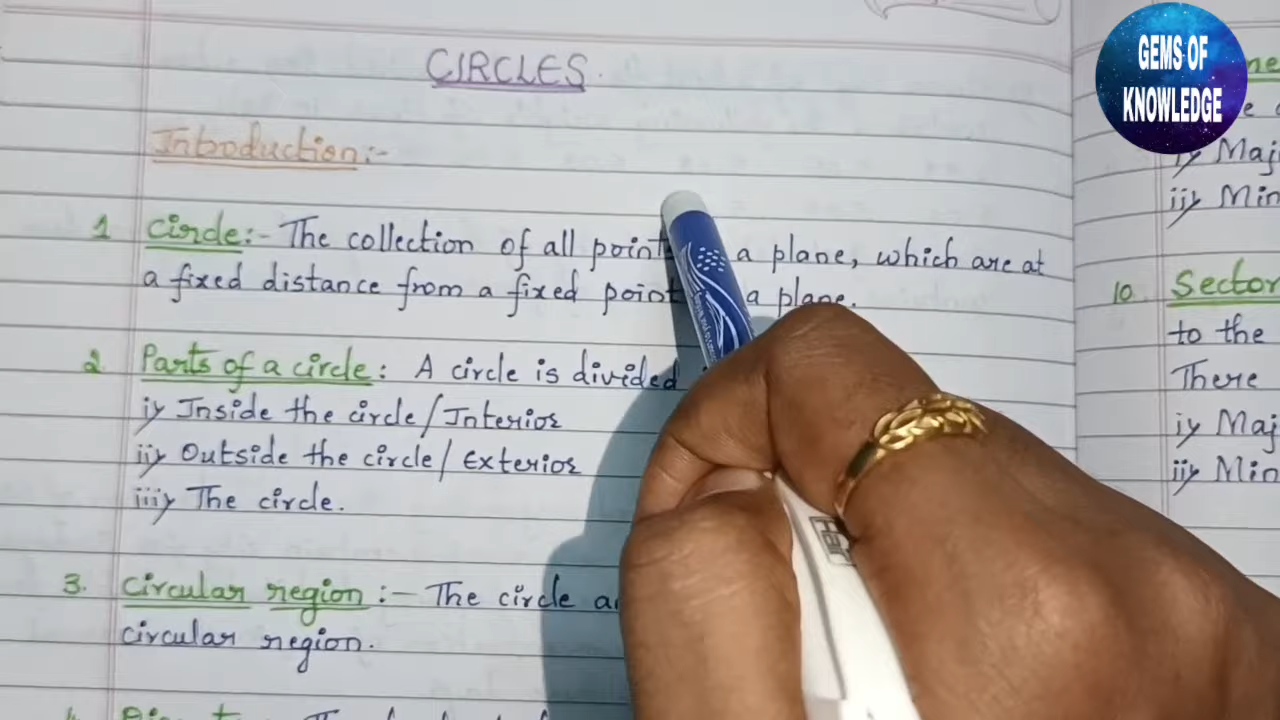 CIRCLES.
Introduction:-
1 Circle:- The collection of all points a plane, which are at
a fixed distance from a fixed point a plane.
2 Parts of a circle: A circle is divided
i) Inside the circle/Interior
ii) Outside the circle/Exterior
iii) The circle.
3. Circular region :- The circle
circular region.
GEMS OF
KNOWLEDGE
i) Maj
ii) Min
10. Sector
to the
There
i) Maj
ii) Min